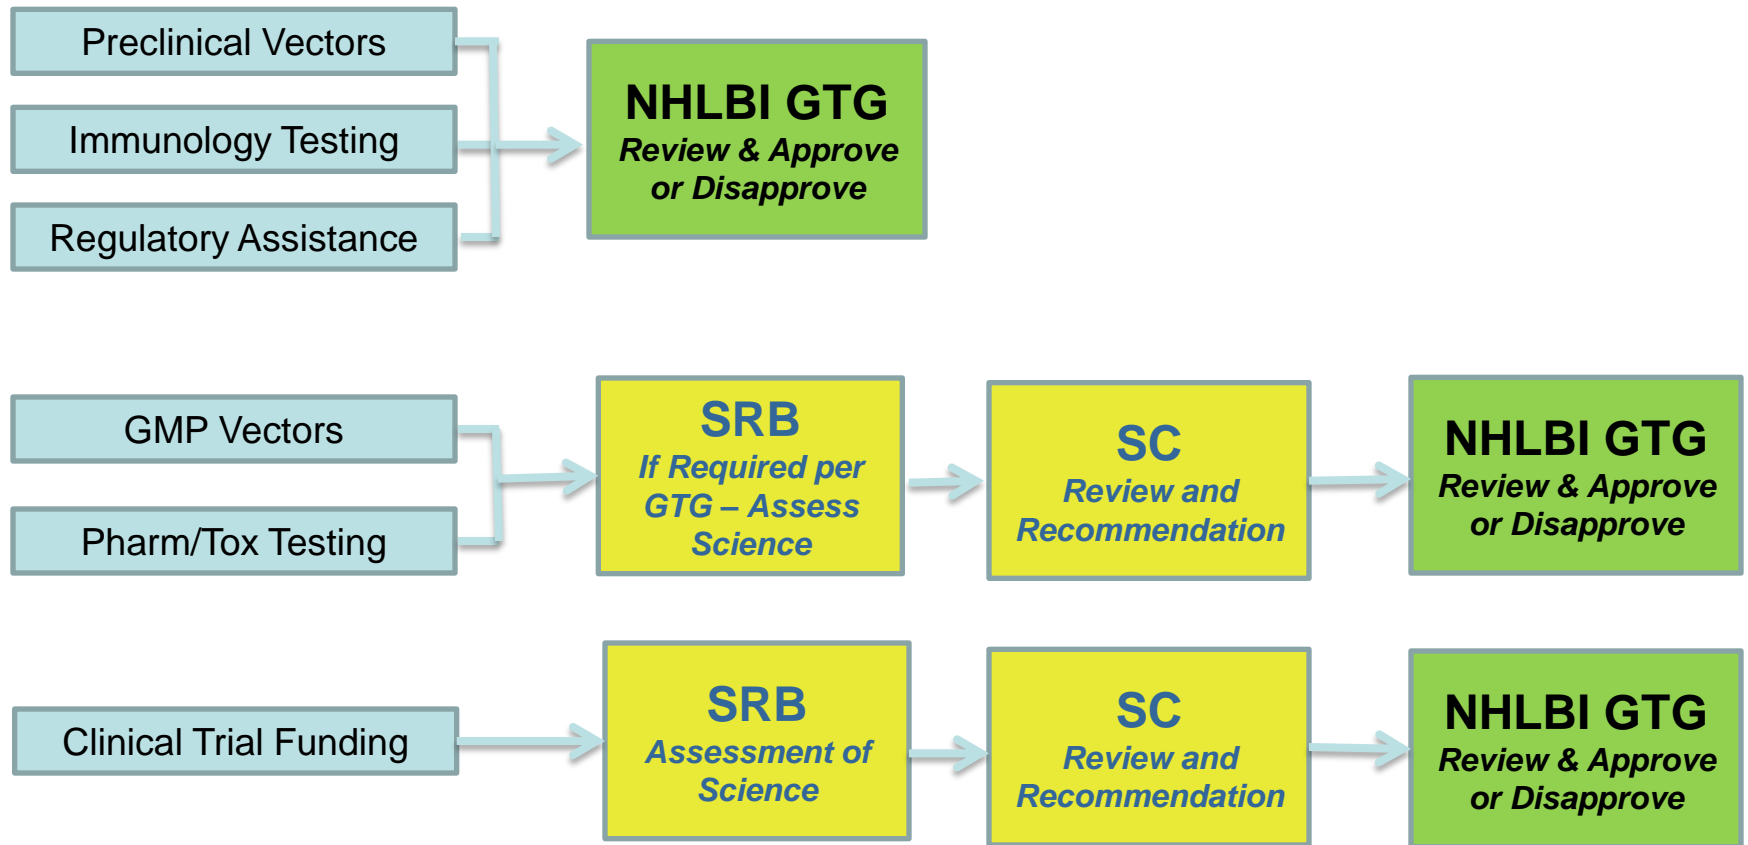 Preclinical Vectors
Immunology Testing
Regulatory Assistance
NHLBI GTG
Review & Approve
or Disapprove
GMP Vectors
Pharm/Tox Testing
SRB
If Required per
GTG – Assess
Science
SC
Review and
Recommendation
NHLBI GTG
Review & Approve
or Disapprove
Clinical Trial Funding
SRB
Assessment of
Science
SC
Review and
Recommendation
NHLBI GTG
Review & Approve
or Disapprove